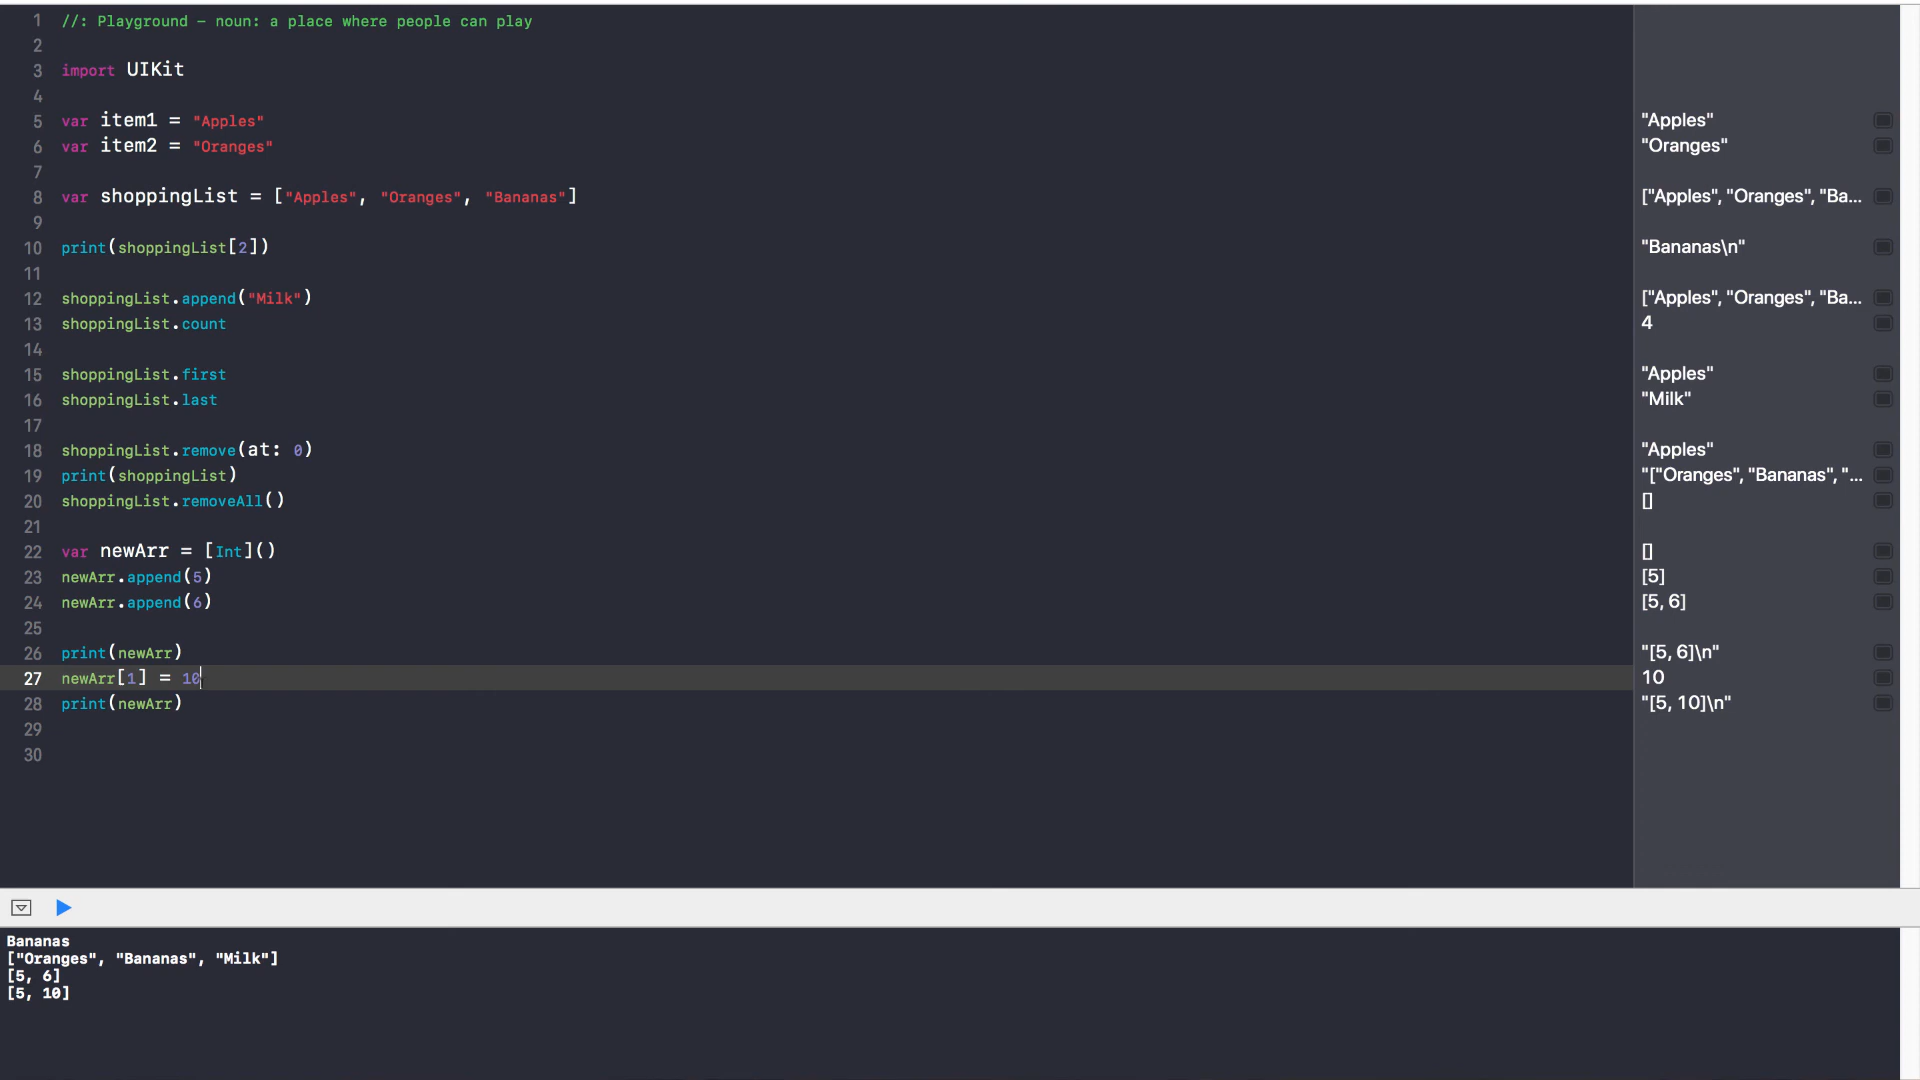 1 //: Playground - noun: a place where people can play
2
3 import UIKit
4
5 var item1 = "Apples"
6 var item2 = "Oranges"
7
8 var shoppingList = ["Apples", "Oranges", "Bananas"]
9
10 print(shoppingList[2])
11
12 shoppingList.append("Milk")
13 shoppingList.count
14
15 shoppingList.first
16 shoppingList.last
17
18 shoppingList.remove(at: 0)
19 print(shoppingList)
20 shoppingList.removeAll()
21
22 var newArr = [Int]()
23 newArr.append(5)
24 newArr.append(6)
25
26 print(newArr)
27 newArr[1] = 10
28 print(newArr)
29
30
"Apples"
"Oranges"
["Apples", "Oranges", "Ba...
"Bananas\n"
["Apples", "Oranges", "Ba...
4
"Apples"
"Milk"
"Apples"
"["Oranges", "Bananas", "...
[]
[]
[5]
[5, 6]
"[5, 6]\n"
10
"[5, 10]\n"
Bananas
["Oranges", "Bananas", "Milk"]
[5, 6]
[5, 10]